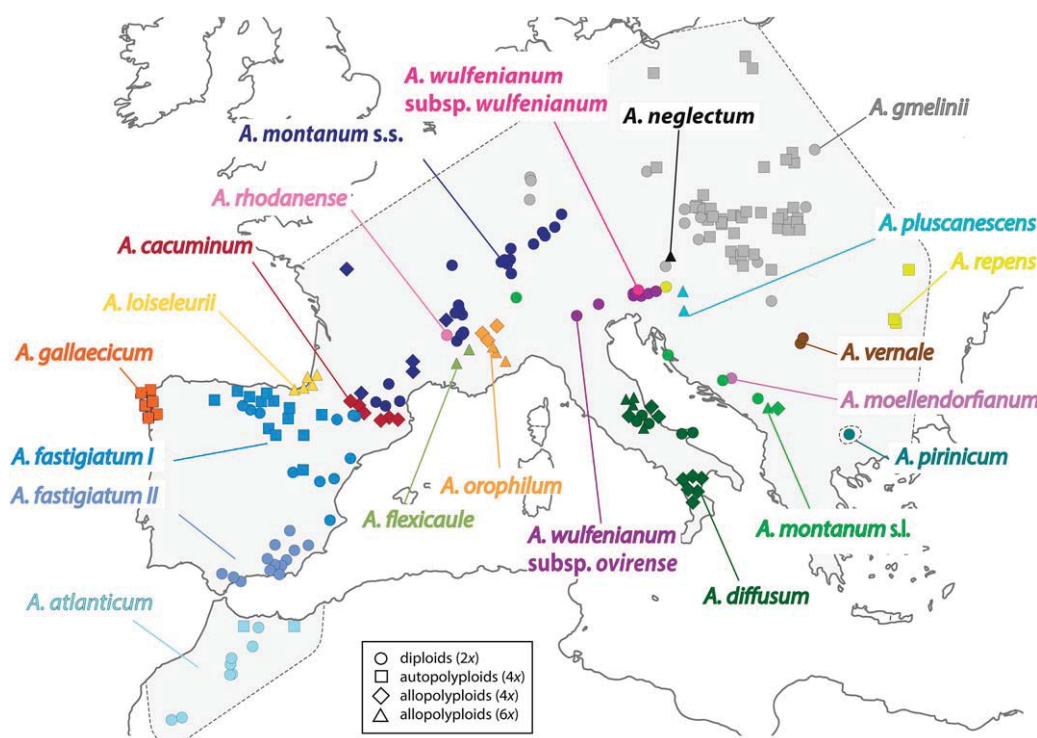 A. wulfenianum
subsp. wulfenianum
A. neglectum
A. gmelinii
A. montanum s.s.
A. rhodanense
A. pluscanescens
A. cacuminum
A. repens
A. loiseleurii
A. gallaecicum
A. vernale
A. moellendorfianum
A. fastigiatum I
A. pirinicum
A. fastigiatum II
A. orophilum
A. flexicaule
A. wulfenianum
subsp. ovirense
A. montanum s.l.
A. diffusum
A. atlanticum
diploids (2x)
autopolyploids (4x)
allopolyploids (4x)
allopolyploids (6x)